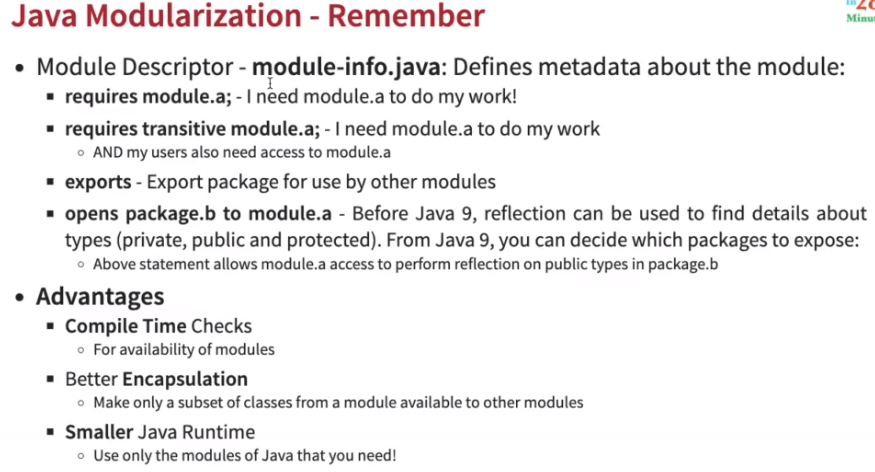 Java Modularization - Remember
in28
Minut
• Module Descriptor - module-info.java: Defines metadata about the module:
▪ requires module.a; - I need module.a to do my work!
▪ requires transitive module.a; - I need module.a to do my work
◦ AND my users also need access to module.a
▪ exports - Export package for use by other modules
▪ opens package.b to module.a - Before Java 9, reflection can be used to find details about
types (private, public and protected). From Java 9, you can decide which packages to expose:
◦ Above statement allows module.a access to perform reflection on public types in package.b
• Advantages
▪ Compile Time Checks
◦ For availability of modules
▪ Better Encapsulation
◦ Make only a subset of classes from a module available to other modules
▪ Smaller Java Runtime
◦ Use only the modules of Java that you need!